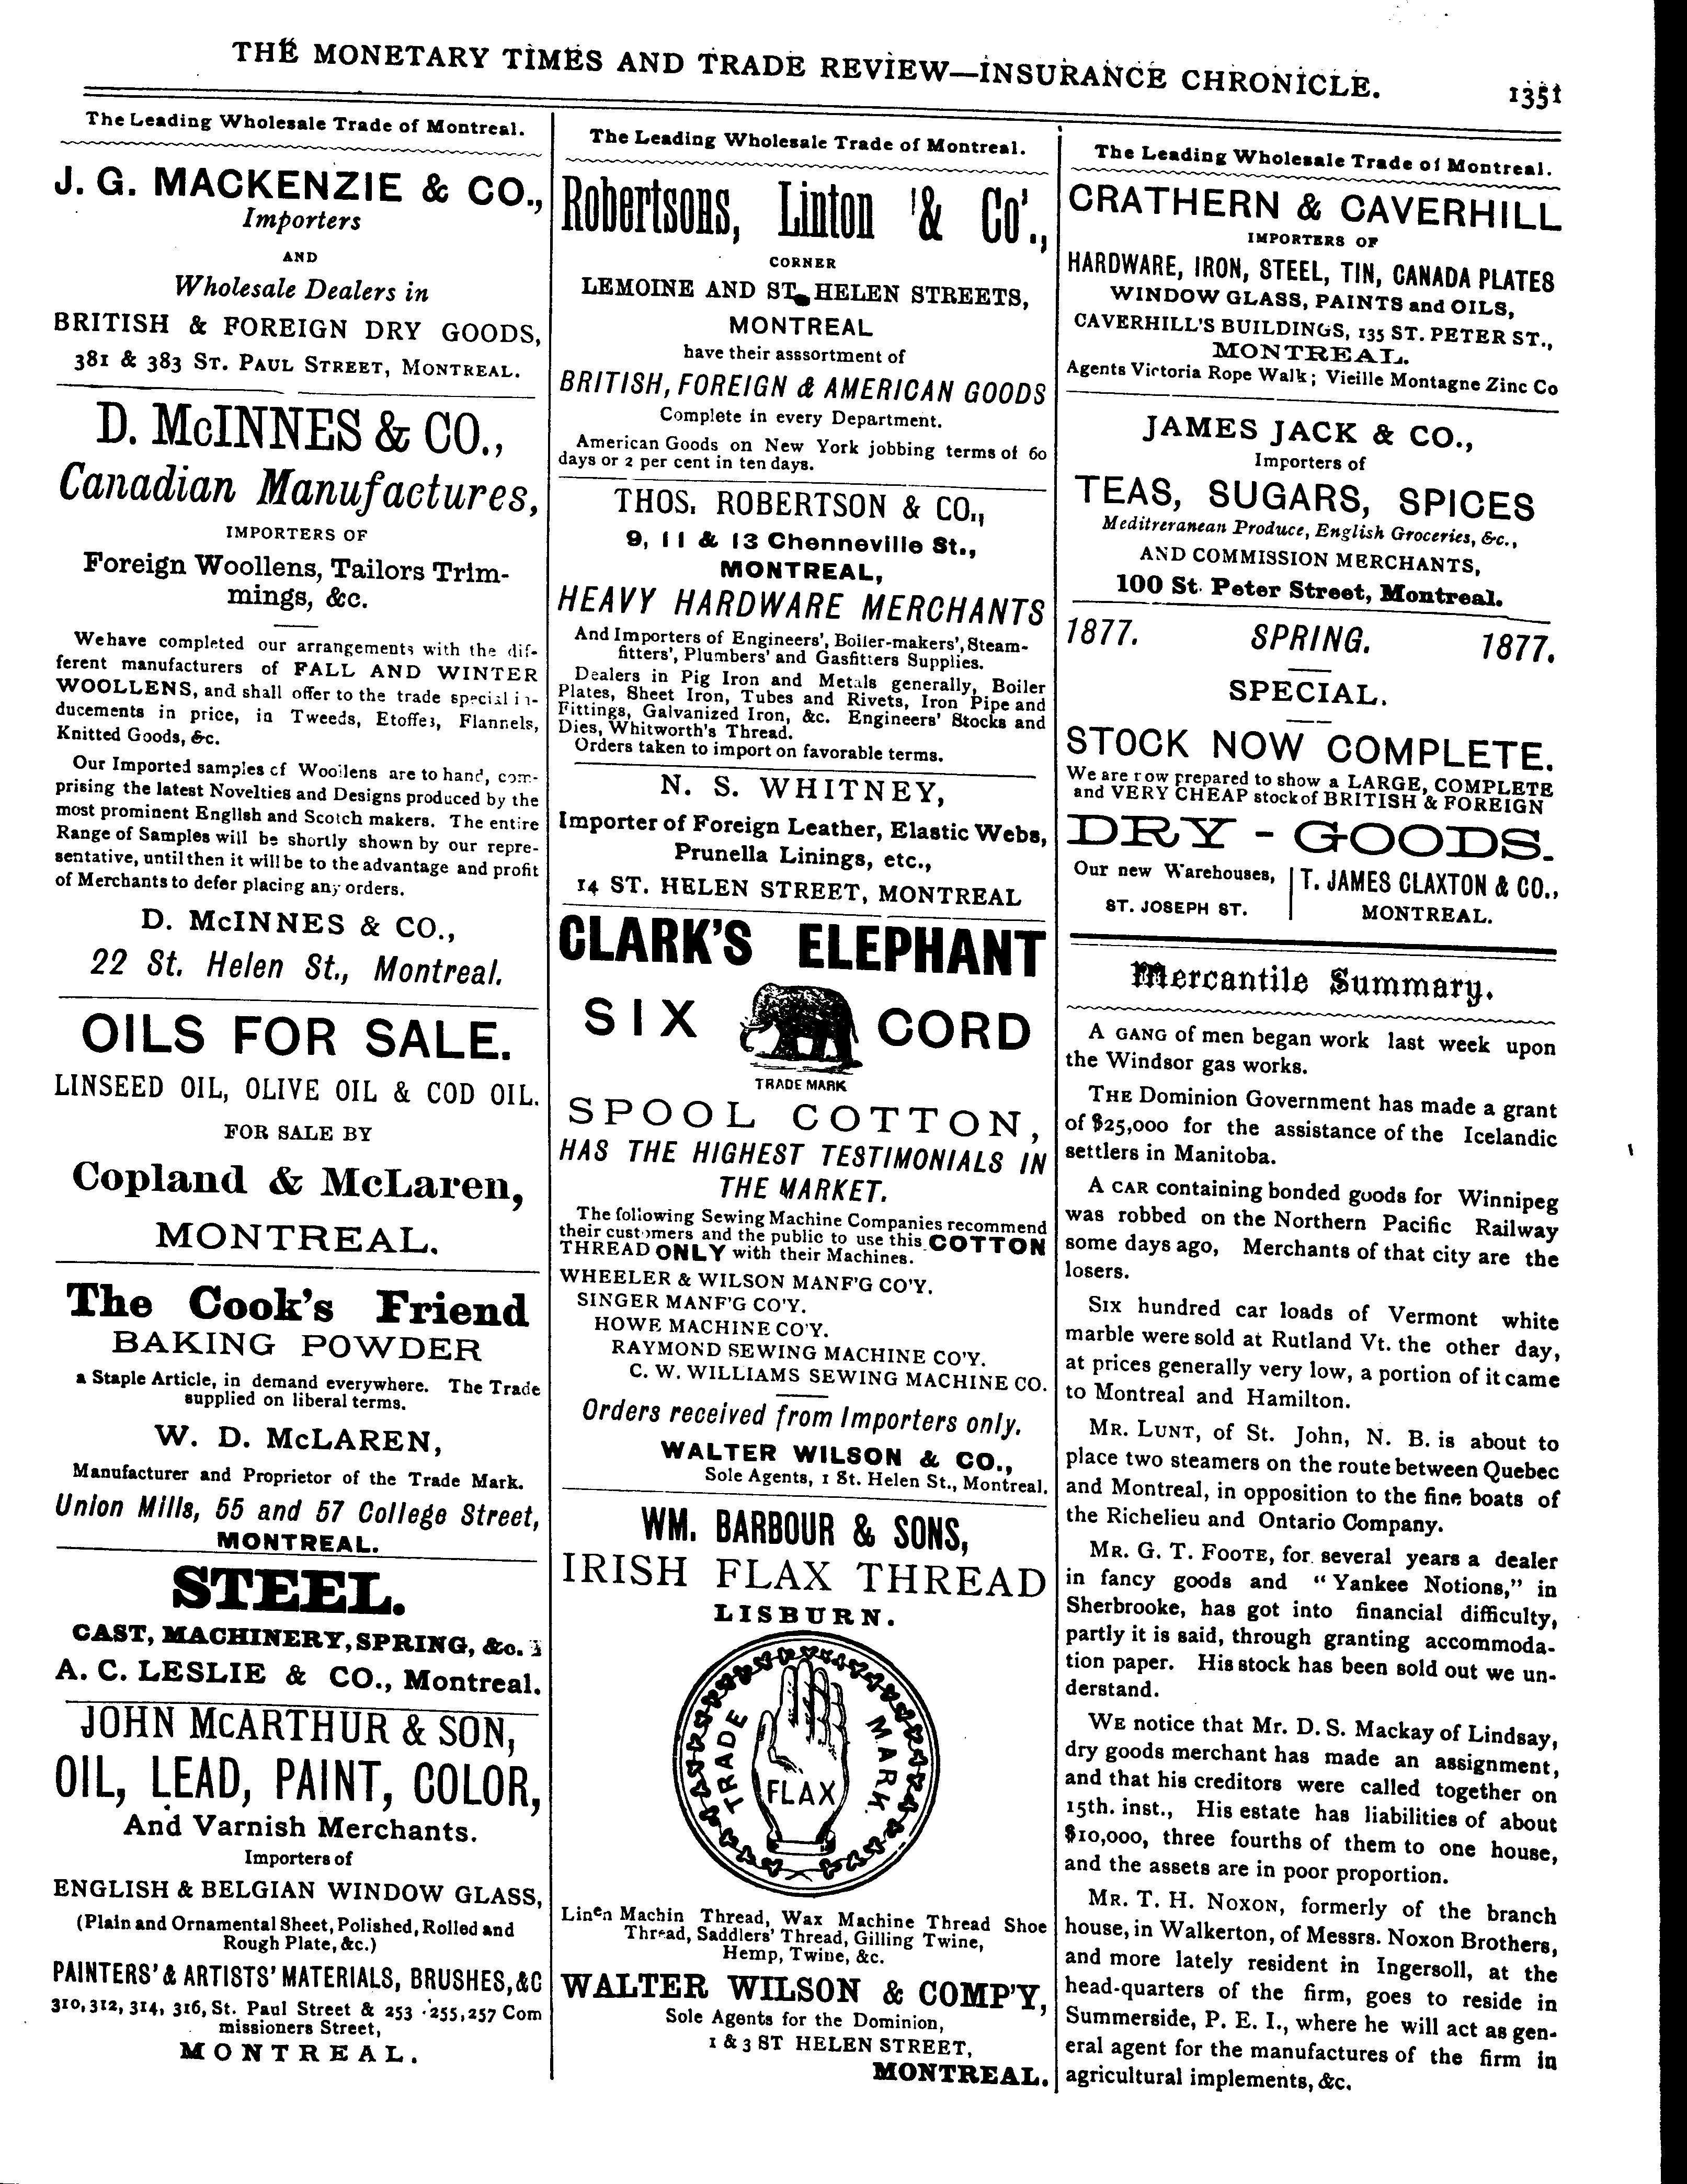 THE MONETARY TIMES AND TRADE REVIEW—INSURANCE CHRONICLE. 1351
The Leading Wholesale Trade of Montreal.
J. G. MACKENZIE & CO.,
Importers
AND
Wholesale Dealers in
BRITISH & FOREIGN DRY GOODS,
381 & 383 ST. PAUL STREET, MONTREAL.
D. McINNES & CO.,
Canadian Manufactures,
IMPORTERS OF
Foreign Woollens, Tailors Trim-
mings, &c.
We have completed our arrangements with the dif-
ferent manufacturers of FALL AND WINTER
WOOLLENS, and shall offer to the trade special in-
ducements in price, in Tweeds, Etoffes, Flannels,
Knitted Goods, &c.
Our Imported samples of Woollens are to hand, com-
prising the latest Novelties and Designs produced by the
most prominent English and Scotch makers. The entire
Range of Samples will be shortly shown by our repre-
sentative, until then it will be to the advantage and profit
of Merchants to defer placing any orders.
D. McINNES & CO.,
22 St. Helen St., Montreal.
OILS FOR SALE.
LINSEED OIL, OLIVE OIL & COD OIL.
FOR SALE BY
Copland & McLaren,
MONTREAL.
The Cook's Friend
BAKING POWDER
a Staple Article, in demand everywhere. The Trade
supplied on liberal terms.
W. D. McLAREN,
Manufacturer and Proprietor of the Trade Mark.
Union Mills, 55 and 57 College Street,
MONTREAL.
STEEL.
CAST, MACHINERY, SPRING, &c.
A. C. LESLIE & CO., Montreal.
JOHN McARTHUR & SON,
OIL, LEAD, PAINT, COLOR,
And Varnish Merchants.
Importers of
ENGLISH & BELGIAN WINDOW GLASS,
(Plain and Ornamental Sheet, Polished, Rolled and
Rough Plate, &c.)
PAINTERS' & ARTISTS' MATERIALS, BRUSHES, &C
310, 312, 314, 316, St. Paul Street & 253 255, 257 Com
missioners Street,
MONTREAL.
The Leading Wholesale Trade of Montreal.
Robertsons, Linton & Co.,
CORNER
LEMOINE AND ST. HELEN STREETS,
MONTREAL
have their asssortment of
BRITISH, FOREIGN & AMERICAN GOODS
Complete in every Department.
American Goods on New York jobbing terms of 60
days or 2 per cent in ten days.
THOS. ROBERTSON & CO.,
9, 11 & 13 Chenneville St.,
MONTREAL,
HEAVY HARDWARE MERCHANTS
And Importers of Engineers', Boiler-makers', Steam-
fitters', Plumbers' and Gasfitters Supplies.
Dealers in Pig Iron and Metals generally, Boiler
Plates, Sheet Iron, Tubes and Rivets, Iron Pipe and
Fittings, Galvanized Iron, &c. Engineers' Stocks and
Dies, Whitworth's Thread.
Orders taken to import on favorable terms.
N. S. WHITNEY,
Importer of Foreign Leather, Elastic Webs,
Prunella Linings, etc.,
14 ST. HELEN STREET, MONTREAL
CLARK'S ELEPHANT
SIX CORD
TRADE MARK
SPOOL COTTON,
HAS THE HIGHEST TESTIMONIALS IN
THE MARKET.
The following Sewing Machine Companies recommend
their customers and the public to use this COTTON
THREAD ONLY with their Machines.
WHEELER & WILSON MANF'G CO'Y.
SINGER MANF'G CO'Y.
HOWE MACHINE CO'Y.
RAYMOND SEWING MACHINE CO'Y.
C. W. WILLIAMS SEWING MACHINE CO.
Orders received from Importers only.
WALTER WILSON & CO.,
Sole Agents, 1 St. Helen St., Montreal.
WM. BARBOUR & SONS,
IRISH FLAX THREAD
LISBURN.
TRADE MARK.
FLAX
Linen Machin Thread, Wax Machine Thread Shoe
Thread, Saddlers' Thread, Gilling Twine,
Hemp, Twine, &c.
WALTER WILSON & COMP'Y,
Sole Agents for the Dominion,
1 & 3 ST HELEN STREET,
MONTREAL.
The Leading Wholesale Trade of Montreal.
CRATHERN & CAVERHILL
IMPORTERS OF
HARDWARE, IRON, STEEL, TIN, CANADA PLATES
WINDOW GLASS, PAINTS and OILS,
CAVERHILL'S BUILDINGS, 135 ST. PETER ST.,
MONTREAL.
Agents Victoria Rope Walk; Vieille Montagne Zinc Co
JAMES JACK & CO.,
Importers of
TEAS, SUGARS, SPICES
Meditreranean Produce, English Groceries, &c.,
AND COMMISSION MERCHANTS,
100 St. Peter Street, Montreal.
1877. SPRING. 1877.
SPECIAL.
STOCK NOW COMPLETE.
We are now prepared to show a LARGE, COMPLETE
and VERY CHEAP stock of BRITISH & FOREIGN
DRY-GOODS.
Our new Warehouses, T. JAMES CLAXTON & CO.,
ST. JOSEPH ST. MONTREAL.
Mercantile Summary.
A GANG of men began work last week upon
the Windsor gas works.
THE Dominion Government has made a grant
of $25,000 for the assistance of the Icelandic
settlers in Manitoba.
A CAR containing bonded goods for Winnipeg
was robbed on the Northern Pacific Railway
some days ago, Merchants of that city are the
losers.
SIX hundred car loads of Vermont white
marble were sold at Rutland Vt. the other day,
at prices generally very low, a portion of it came
to Montreal and Hamilton.
MR. LUNT, of St. John, N. B. is about to
place two steamers on the route between Quebec
and Montreal, in opposition to the fine boats of
the Richelieu and Ontario Company.
MR. G. T. FOOTE, for several years a dealer
in fancy goods and "Yankee Notions," in
Sherbrooke, has got into financial difficulty,
partly it is said, through granting accommoda-
tion paper. His stock has been sold out we un-
derstand.
WE notice that Mr. D. S. Mackay of Lindsay,
dry goods merchant has made an assignment,
and that his creditors were called together on
15th. inst., His estate has liabilities of about
$10,000, three fourths of them to one house,
and the assets are in poor proportion.
MR. T. H. NOXON, formerly of the branch
house, in Walkerton, of Messrs. Noxon Brothers,
and more lately resident in Ingersoll, at the
head-quarters of the firm, goes to reside in
Summerside, P. E. I., where he will act as gen-
eral agent for the manufactures of the firm in
agricultural implements, &c.